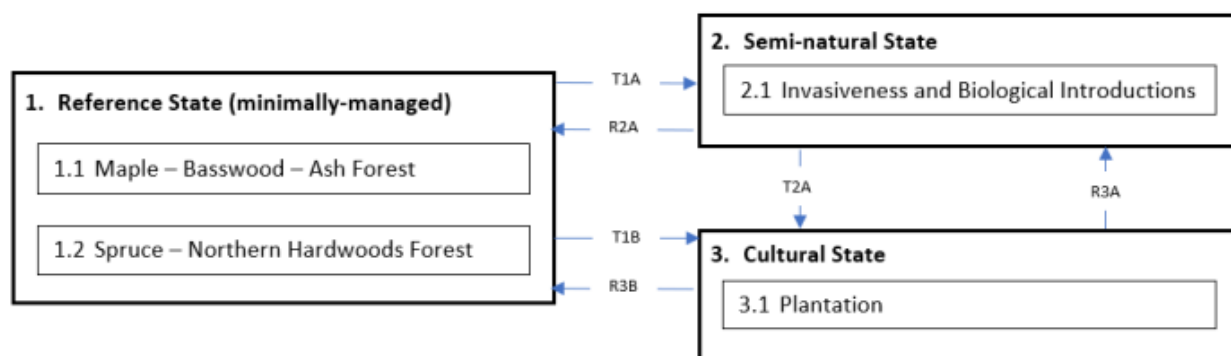 1. Reference State (minimally-managed)
1.1 Maple – Basswood – Ash Forest
1.2 Spruce – Northern Hardwoods Forest
T1A
R2A
T1B
R3B
2. Semi-natural State
2.1 Invasiveness and Biological Introductions
T2A
R3A
3. Cultural State
3.1 Plantation